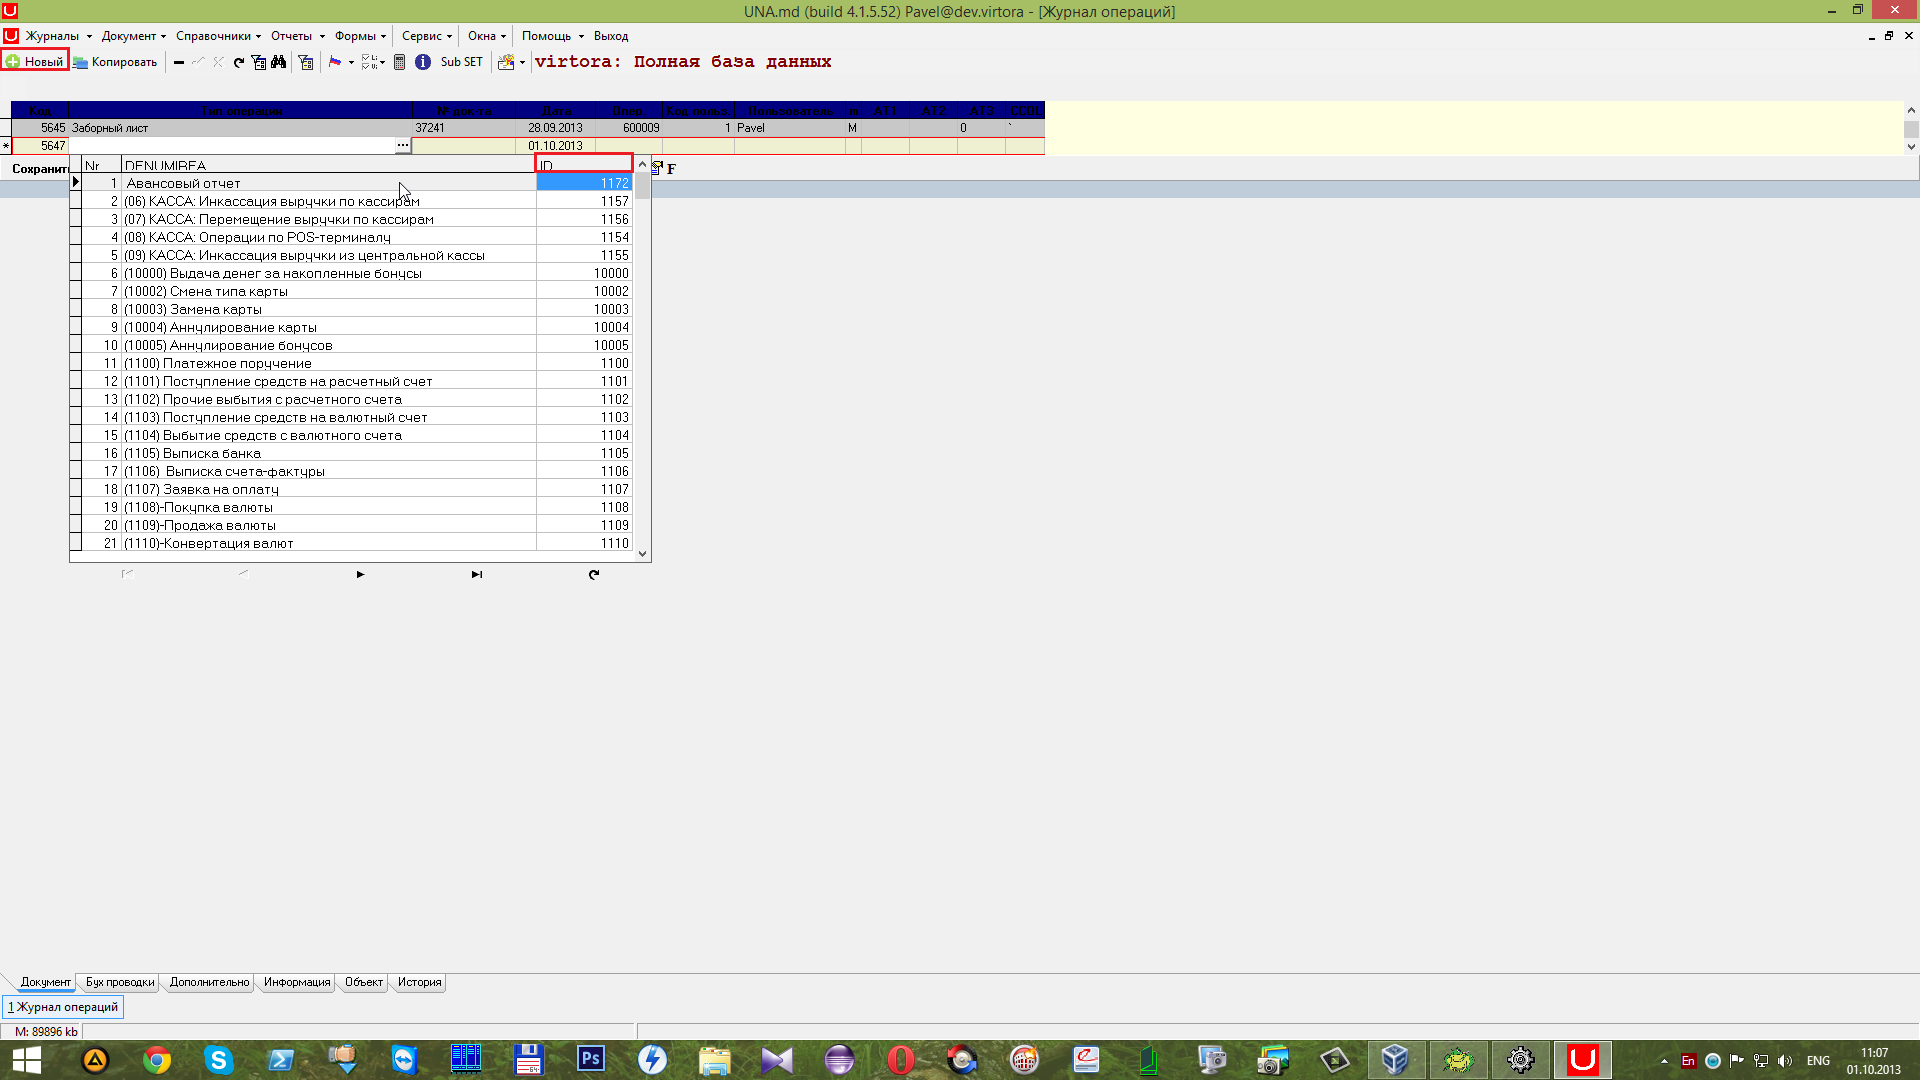 UNA.md (build 4.1.5.52) Pavel@dev.virtora - [Журнал операций]
Журналы Документ Справочники Отчеты Формы Сервис Окна Помощь Выход
Новый Копировать Sub SET virtora: Полная база данных
Код Тип операции № док-та Дата Опер. Пользователь m AT1 AT2 AT3
5645 Заборный лист 37241 28.09.2013 600009 1 Pavel M 0 `
* 5647 ... 01.10.2013
Сохранить F
Nr DENUMIREA ID
1 Авансовый отчет 1172
2 (06) КАССА: Инкассация выручки по кассирам 1157
3 (07) КАССА: Перемещение выручки по кассирам 1156
4 (08) КАССА: Операции по POS-терминалу 1154
5 (09) КАССА: Инкассация выручки из центральной кассы 1155
6 (10000) Выдача денег за накопленные бонусы 10000
7 (10002) Смена типа карты 10002
8 (10003) Замена карты 10003
9 (10004) Аннулирование карты 10004
10 (10005) Аннулирование бонусов 10005
11 (1100) Платежное поручение 1100
12 (1101) Поступление средств на расчетный счет 1101
13 (1102) Прочие выбытия с расчетного счета 1102
14 (1103) Поступление средств на валютный счет 1103
15 (1104) Выбытие средств с валютного счета 1104
16 (1105) Выписка банка 1105
17 (1106) Выписка счета-фактуры 1106
18 (1107) Заявка на оплату 1107
19 (1108)-Покупка валюты 1108
20 (1109)-Продажа валюты 1109
21 (1110)-Конвертация валют 1110
Документ Бух проводки Дополнительно Информация Объект История
1 Журнал операций
M: 89896 kb
Ps En ENG 11:07
01.10.2013